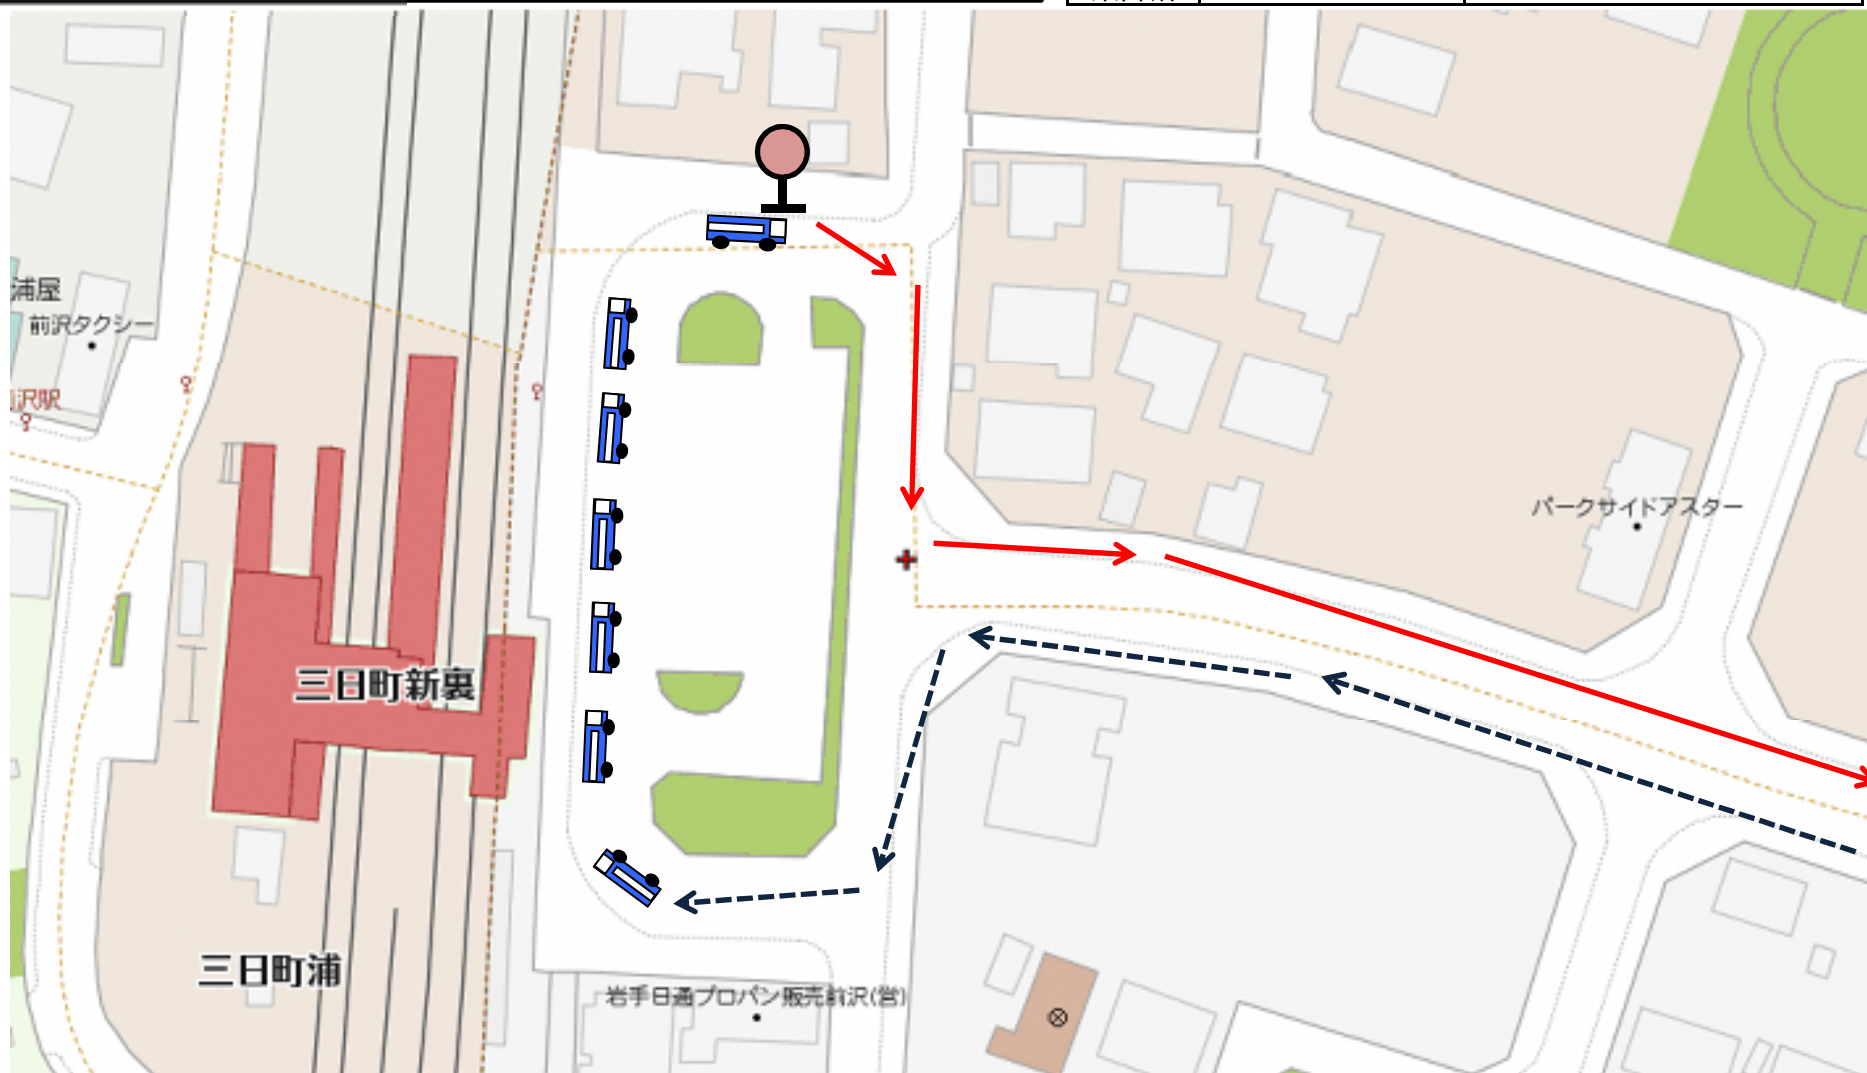 浦屋
前沢タクシー
沢駅
パークサイドアスター
三日町新裏
三日町浦
岩手日通プロパン販売前沢(営)